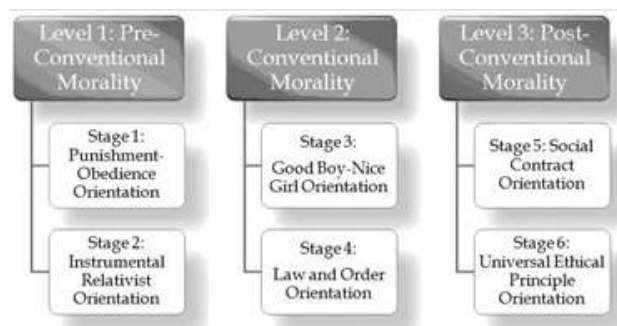 Level 1: Pre-
Conventional
Morality
Stage 1:
Punishment-
Obedience
Orientation
Stage 2:
Instrumental
Relativist
Orientation
Level 2:
Conventional
Morality
Stage 3:
Good Boy-Nice
Girl Orientation
Stage 4:
Law and Order
Orientation
Level 3: Post-
Conventional
Morality
Stage 5: Social
Contract
Orientation
Stage 6:
Universal Ethical
Principle
Orientation